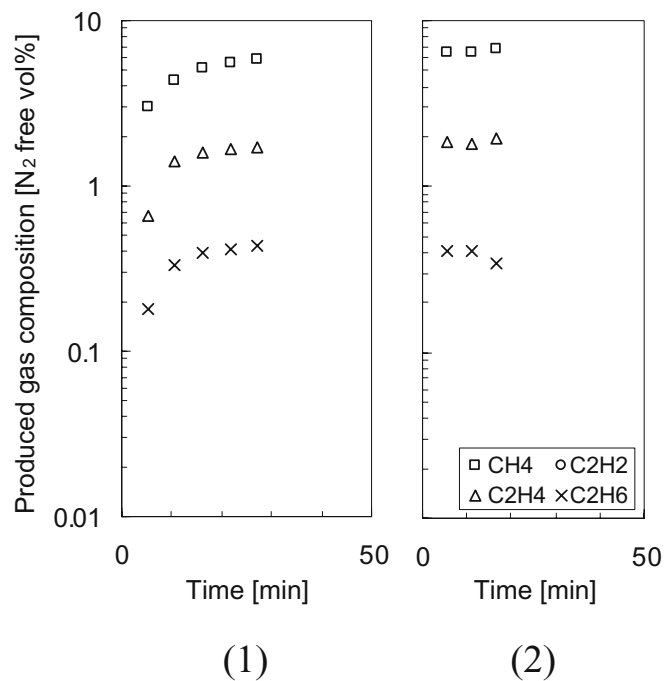 Produced gas composition [N₂ free vol%]
10
1
0.1
0.01
0
50
Time [min]
(1)
CH4 C2H2
C2H4 C2H6
0
50
Time [min]
(2)